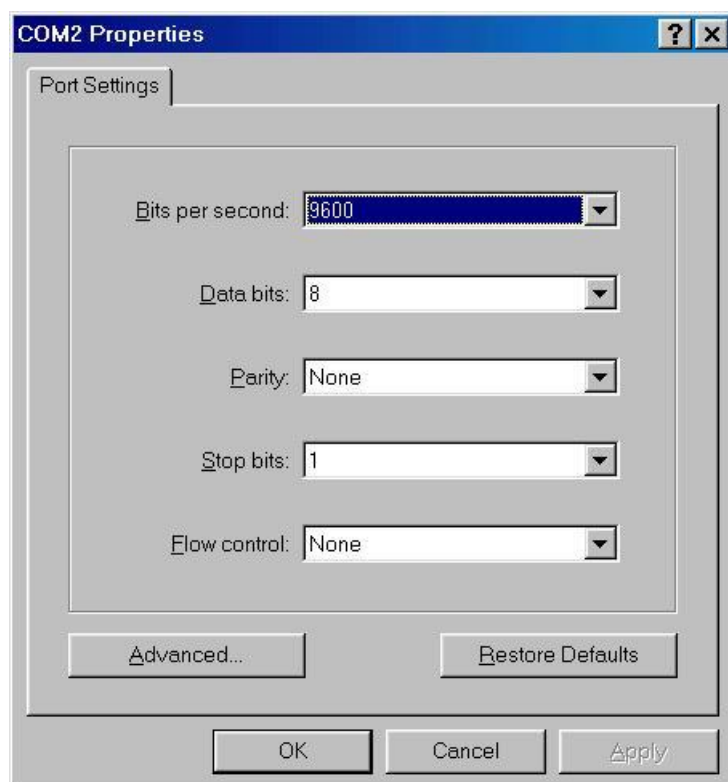 COM2 Properties
Port Settings
Bits per second: 9600
Data bits: 8
Parity: None
Stop bits: 1
Flow control: None
Advanced... Restore Defaults
OK Cancel Apply